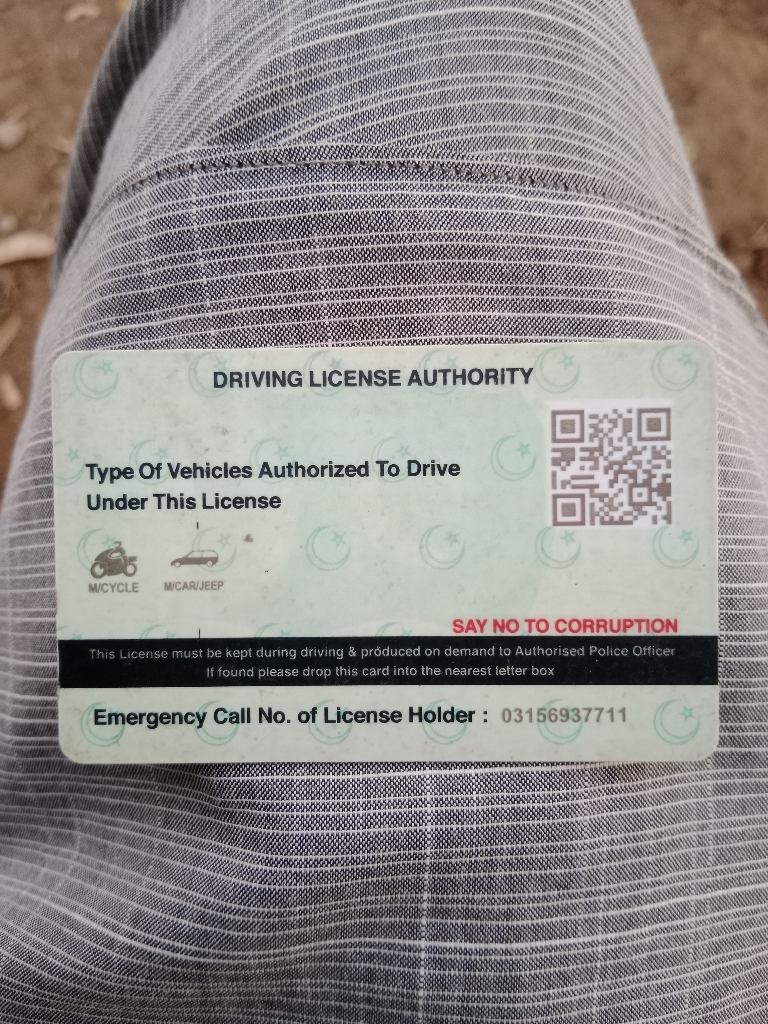 DRIVING LICENSE AUTHORITY
Type Of Vehicles Authorized To Drive
Under This License
M/CYCLE M/CAR/JEEP
SAY NO TO CORRUPTION
This License must be kept during driving & produced on demand to Authorised Police Officer
If found please drop this card into the nearest letter box
Emergency Call No. of License Holder : 03156937711